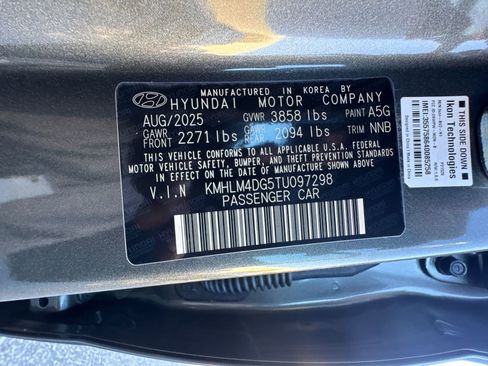 MANUFACTURED IN KOREA BY
HYUNDAI MOTOR COMPANY
AUG/2025 GVWR 3858 lbs PAINT A5G
GAWR FRONT 2271 lbs GAWR REAR 2094 lbs TRIM NNB
THIS VEHICLE CONFORMS TO ALL APPLICABLE U.S.A. FEDERAL
MOTOR VEHICLE SAFETY, BUMPER, AND THEFT PREVENTION
STANDARDS IN EFFECT ON THE DATE OF MANUFACTURE SHOWN ABOVE.
V.I.N KMHLM4DG5TU097298
PASSENGER CAR
THIS SIDE DOWN
Ikon Technologies